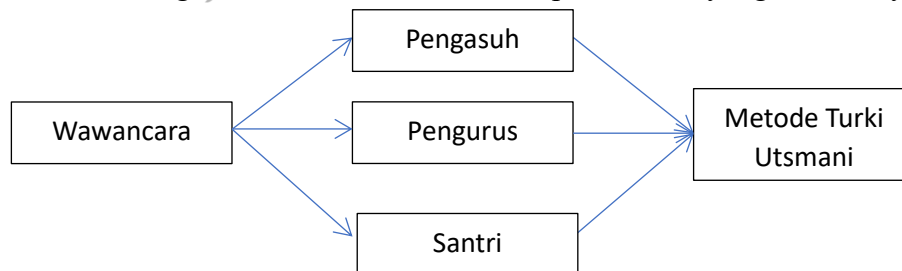 Pengasuh
Wawancara
Pengurus
Metode Turki
Utsmani
Santri